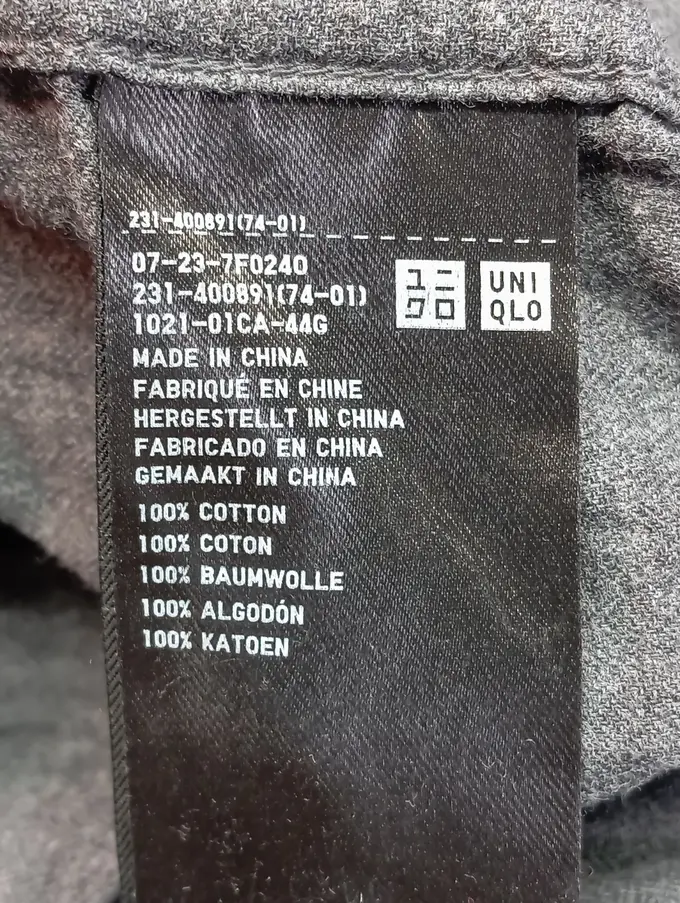 231-400891(74-01)
07-23-7F0240
231-400891(74-01)
1021-01CA-44G
ユニ
クロ
UNI
QLO
MADE IN CHINA
FABRIQUÉ EN CHINE
HERGESTELLT IN CHINA
FABRICADO EN CHINA
GEMAAKT IN CHINA
100% COTTON
100% COTON
100% BAUMWOLLE
100% ALGODÓN
100% KATOEN